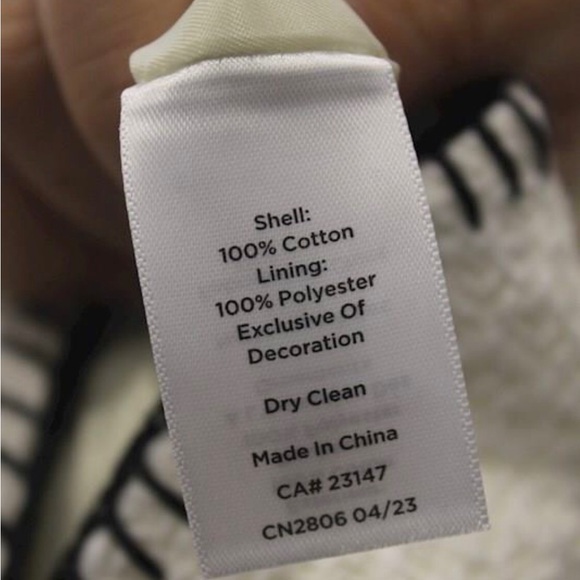 Shell:
100% Cotton
Lining:
100% Polyester
Exclusive Of
Decoration
Dry Clean
Made In China
CA# 23147
CN2806 04/23